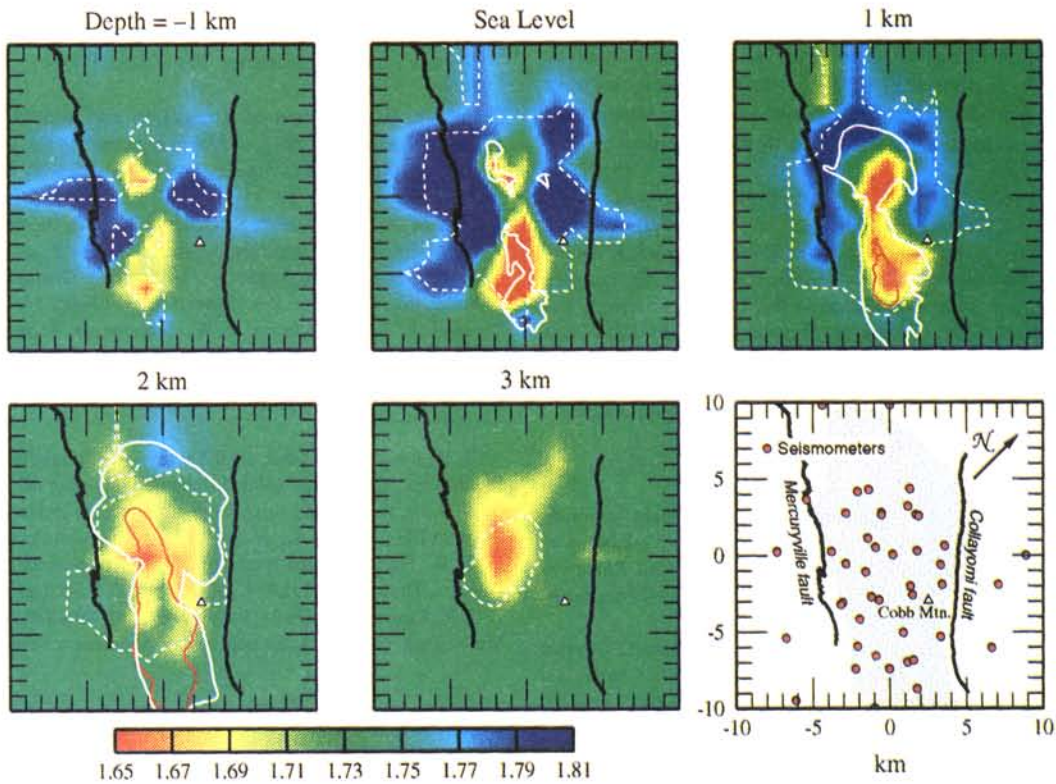 Depth = −1 km
Sea Level
1 km
2 km
3 km
10
5
0
-5
-10
-10
-5
0
5
10
km
N
Seismometers
Mercuryville fault
Collayomi fault
Cobb Mtn.
1.65
1.67
1.69
1.71
1.73
1.75
1.77
1.79
1.81